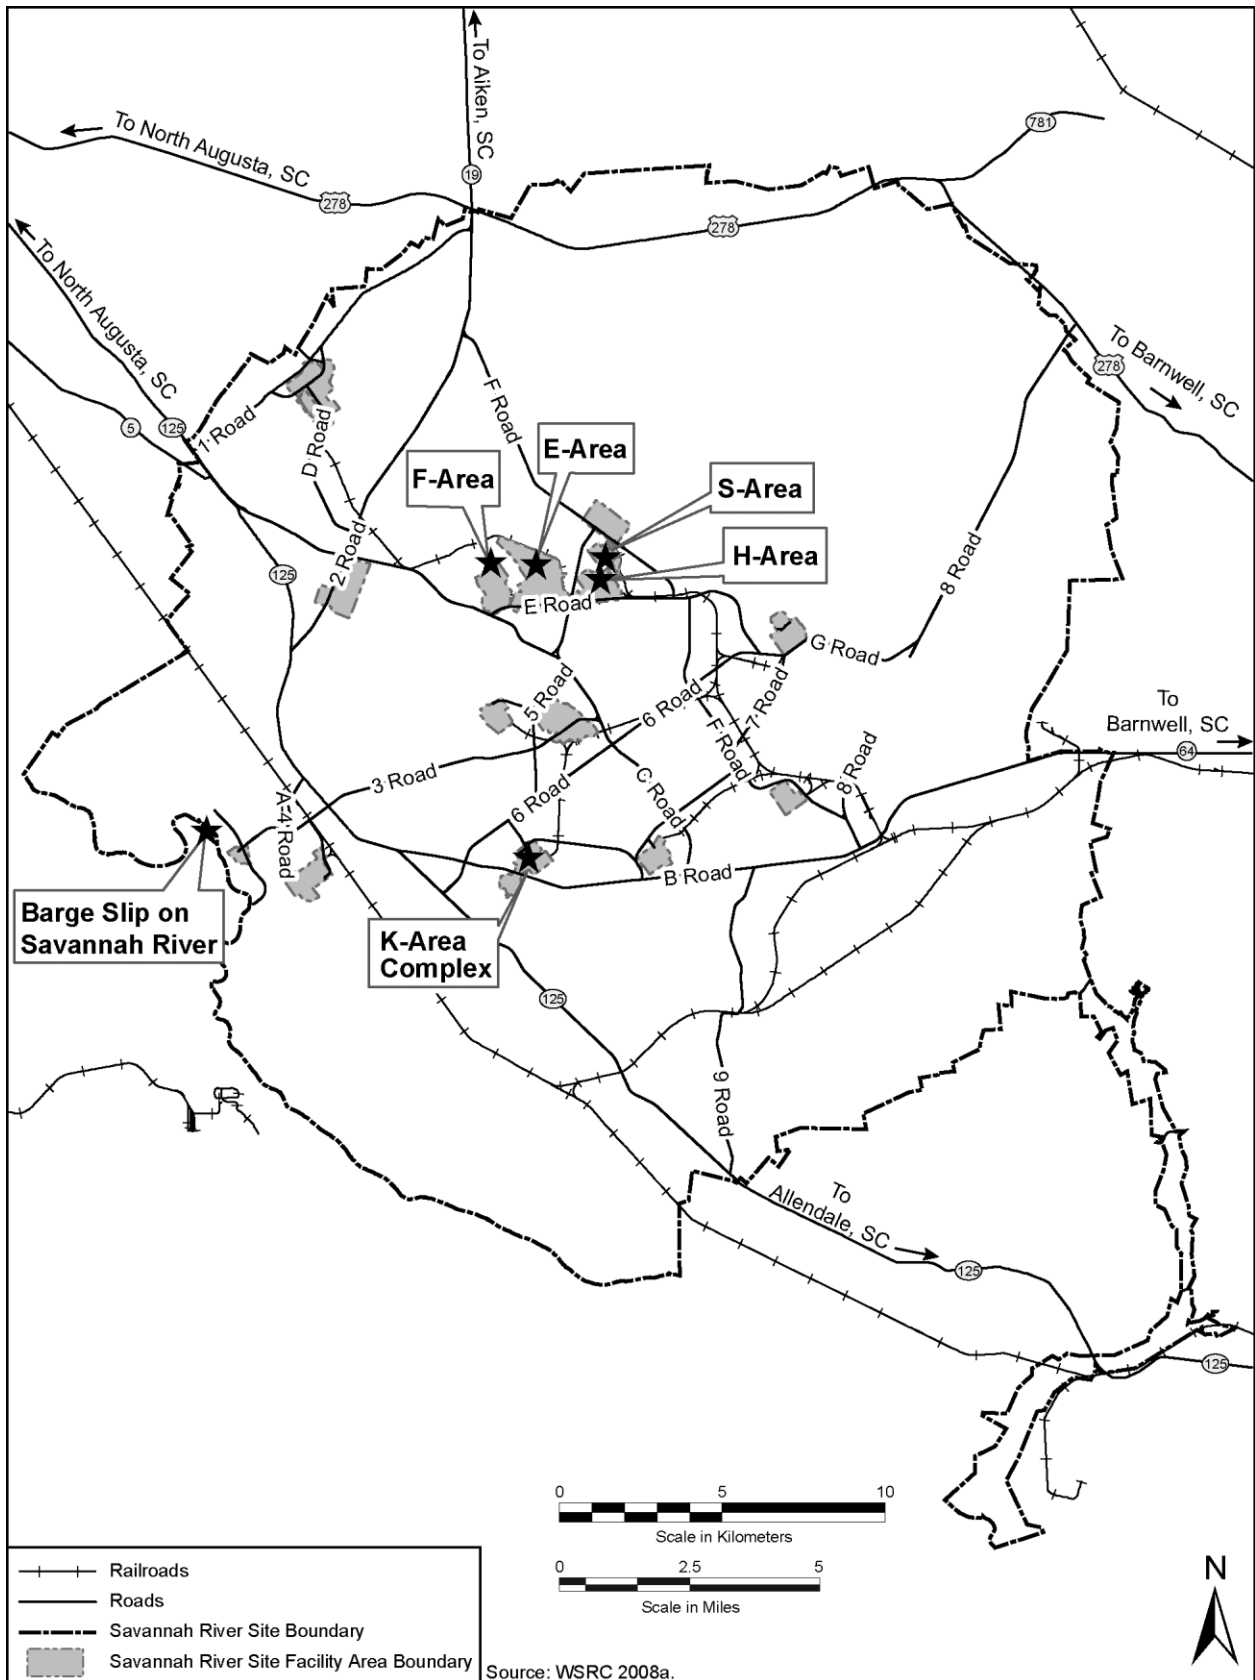 To Aiken, SC
To North Augusta, SC
781
19
278
278
To North Augusta, SC
To Barnwell, SC
278
5
125
1 Road
D Road
F Road
E-Area
F-Area
S-Area
H-Area
2 Road
125
8 Road
E Road
G Road
To
Barnwell, SC
64
5 Road
6 Road
7 Road
F Road
3 Road
C Road
8 Road
6 Road
A-4 Road
B Road
Barge Slip on
Savannah River
K-Area
Complex
125
9 Road
To
Allendale, SC
125
125
0 5 10
Scale in Kilometers
0 2.5 5
Scale in Miles
N
Railroads
Roads
Savannah River Site Boundary
Savannah River Site Facility Area Boundary
Source: WSRC 2008a.